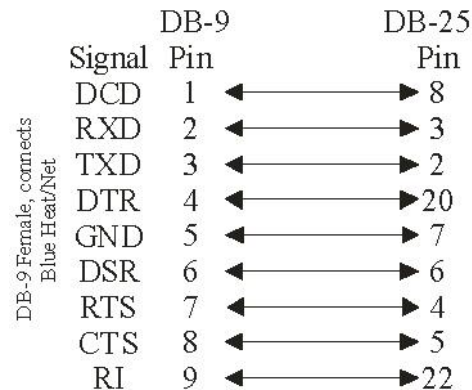 DB-9 DB-25
Signal Pin Pin
DCD 1 8
RXD 2 3
TXD 3 2
DTR 4 20
GND 5 7
DSR 6 6
RTS 7 4
CTS 8 5
RI 9 22
DB-9 Female, connects
Blue Heat/Net